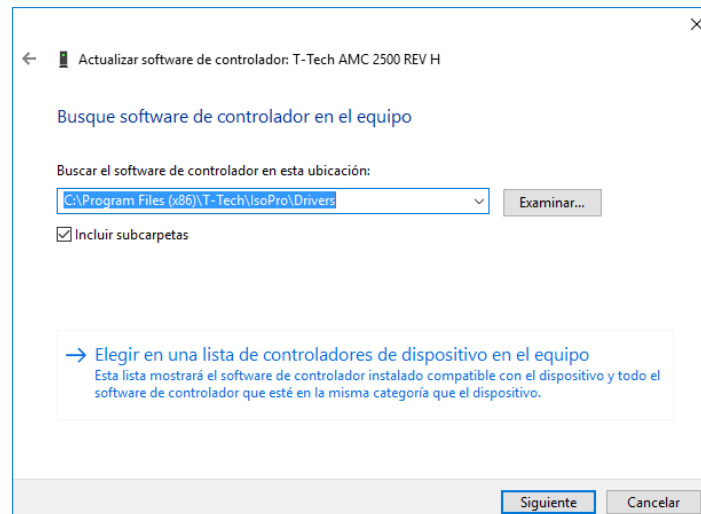 Actualizar software de controlador: T-Tech AMC 2500 REV H
Busque software de controlador en el equipo
Buscar el software de controlador en esta ubicación:
C:\Program Files (x86)\T-Tech\IsoPro\Drivers
Examinar...
Incluir subcarpetas
Elegir en una lista de controladores de dispositivo en el equipo
Esta lista mostrará el software de controlador instalado compatible con el dispositivo y todo el
software de controlador que esté en la misma categoría que el dispositivo.
Siguiente
Cancelar